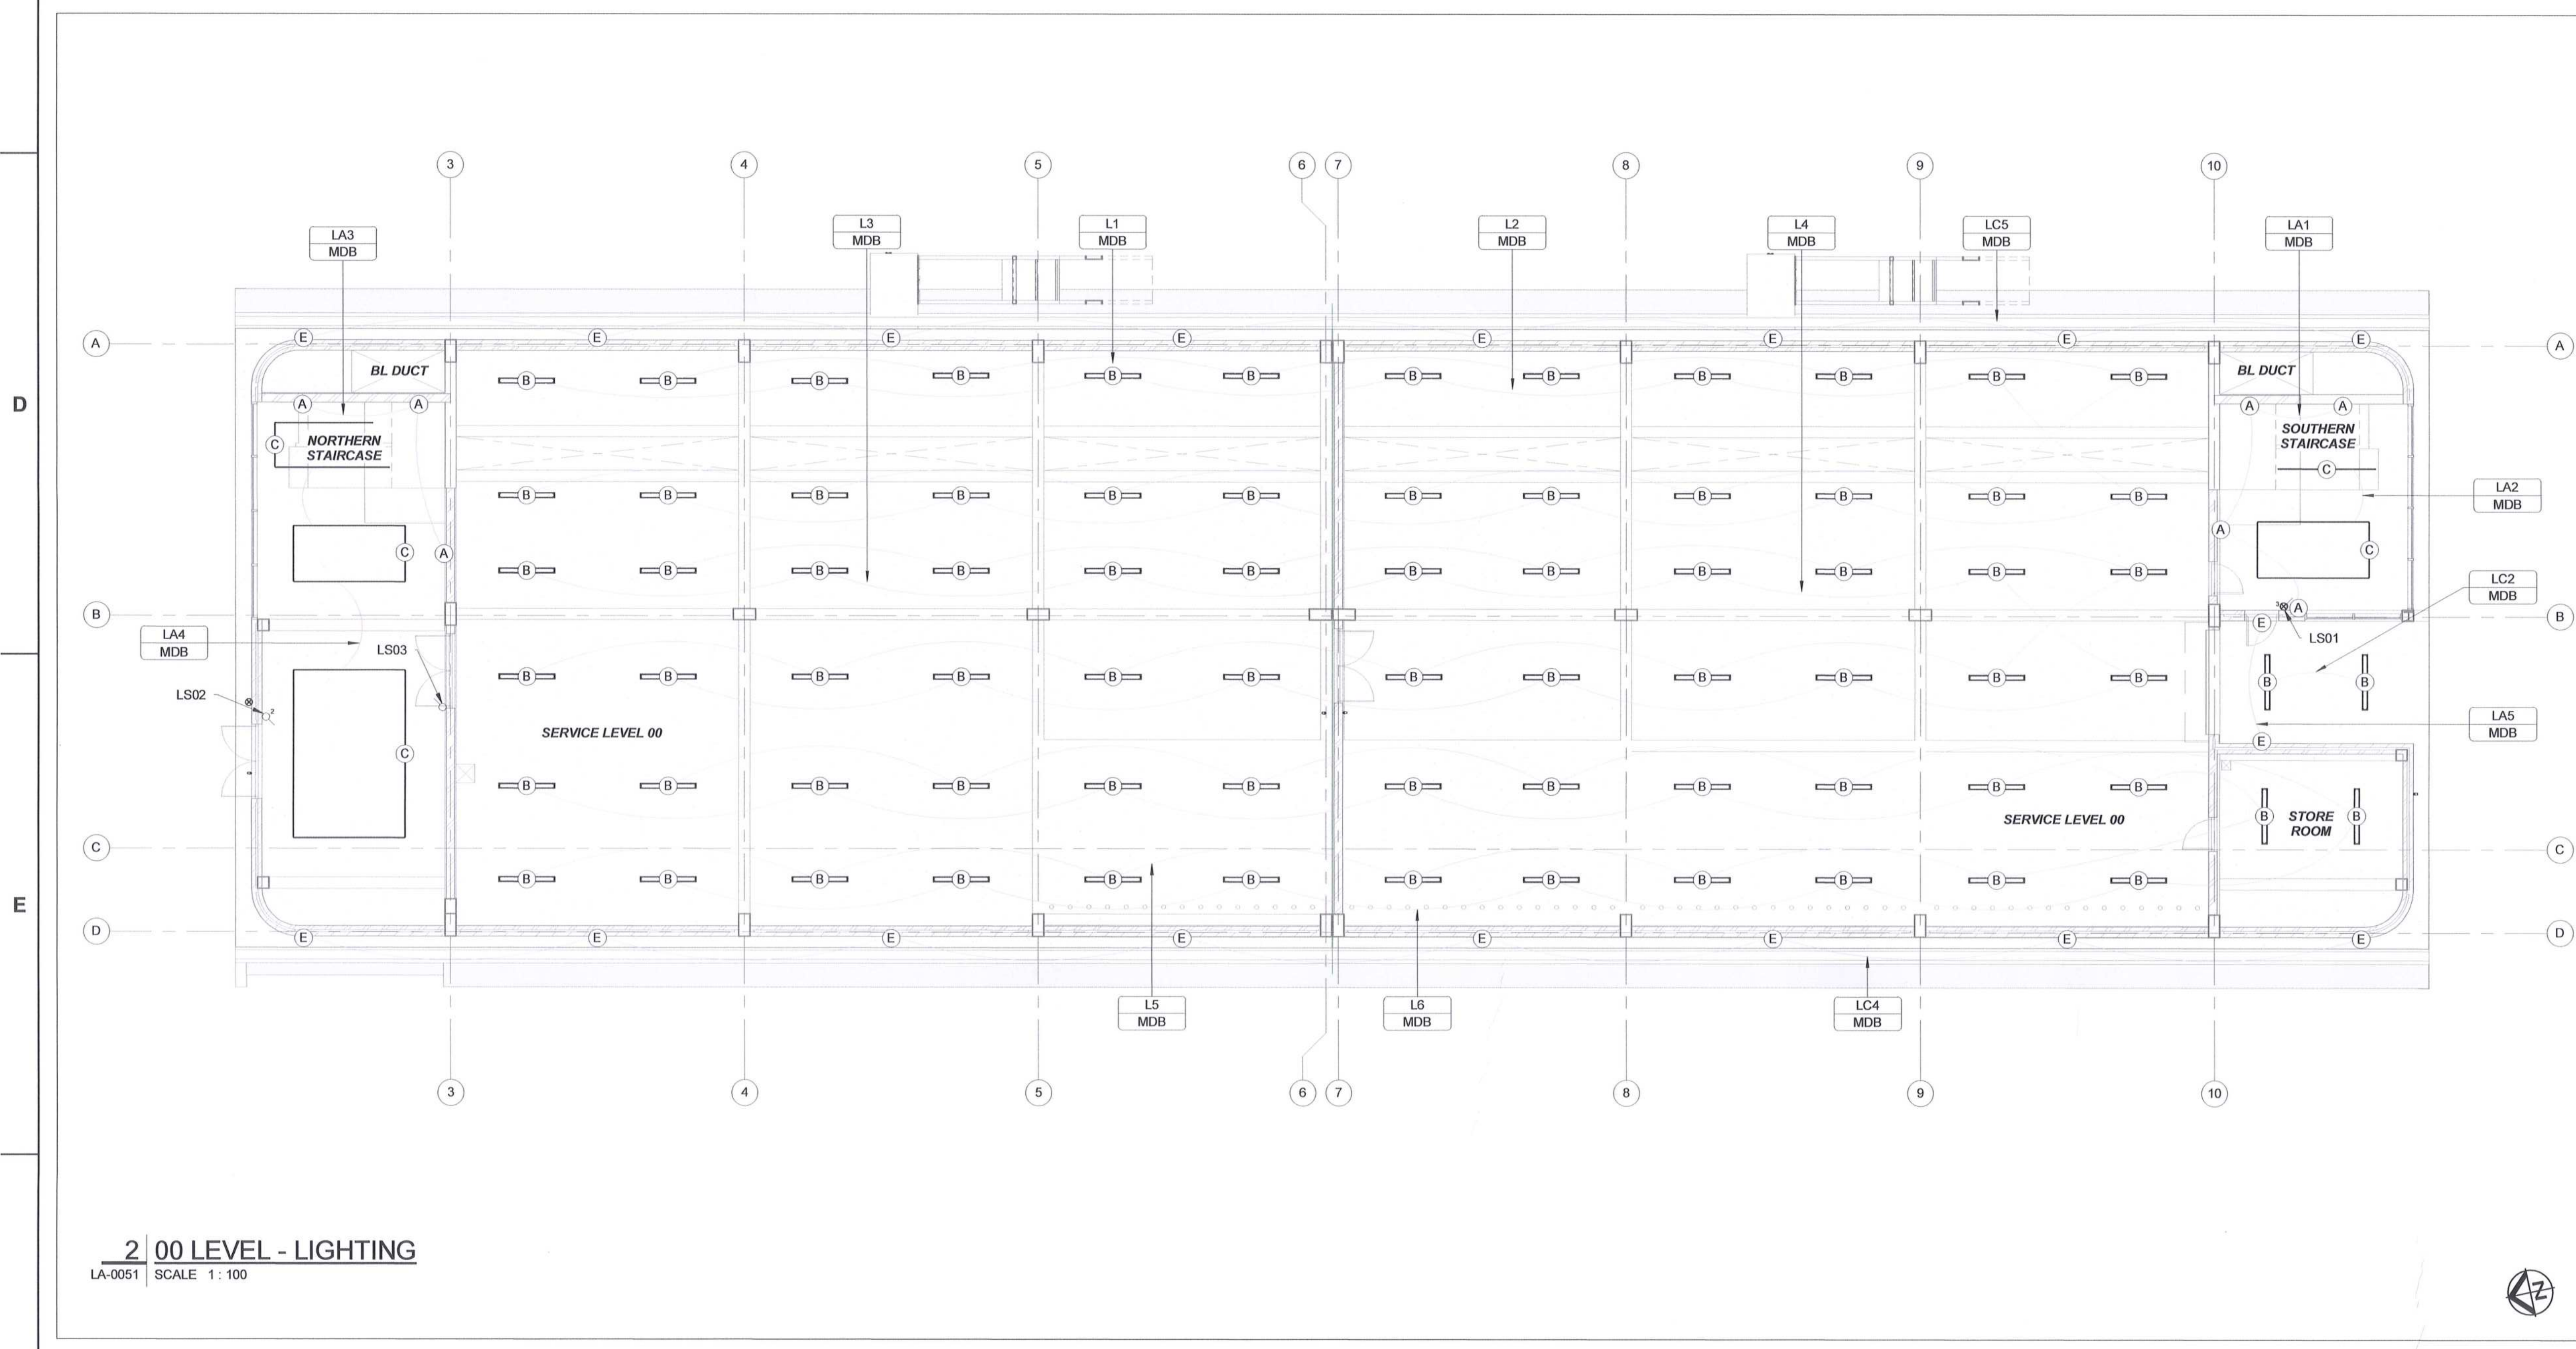 3 4 5 6 7 8 9 10
LA3
MDB
L3
MDB
L1
MDB
L2
MDB
L4
MDB
LC5
MDB
LA1
MDB
A E E E E E E E E A
BL DUCT
B B B B B B B B B B B B
BL DUCT
D
A A
A A
C
NORTHERN
STAIRCASE
SOUTHERN
STAIRCASE
C
B B B B B B B B B B B B
LA2
MDB
A
C A
C
B B B B B B B B B B B B
LC2
MDB
3 A
B E B
LA4
MDB
LS03
LS01
B B B B B B B B B B B B
B B
LS02
2
LA5
MDB
SERVICE LEVEL 00
E
C
B B B B B B B B B B B B
SERVICE LEVEL 00
B B
STORE
ROOM
C C
B B B B B B B B B B B B
E
D E E E E E E E E D
L5
MDB
L6
MDB
LC4
MDB
3 4 5 6 7 8 9 10
2 00 LEVEL - LIGHTING
LA-0051 SCALE 1 : 100
Z